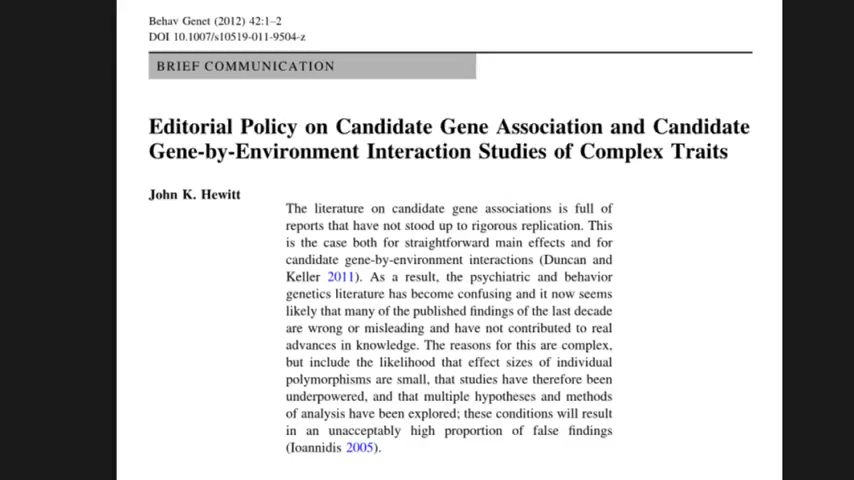 Behav Genet (2012) 42:1–2
DOI 10.1007/s10519-011-9504-z
BRIEF COMMUNICATION
Editorial Policy on Candidate Gene Association and Candidate
Gene-by-Environment Interaction Studies of Complex Traits
John K. Hewitt
The literature on candidate gene associations is full of
reports that have not stood up to rigorous replication. This
is the case both for straightforward main effects and for
candidate gene-by-environment interactions (Duncan and
Keller 2011). As a result, the psychiatric and behavior
genetics literature has become confusing and it now seems
likely that many of the published findings of the last decade
are wrong or misleading and have not contributed to real
advances in knowledge. The reasons for this are complex,
but include the likelihood that effect sizes of individual
polymorphisms are small, that studies have therefore been
underpowered, and that multiple hypotheses and methods
of analysis have been explored; these conditions will result
in an unacceptably high proportion of false findings
(Ioannidis 2005).